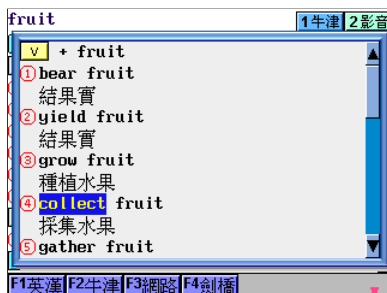 fruit
1牛津 2影音
v + fruit
①bear fruit
結果實
②yield fruit
結果實
③grow fruit
種植水果
④collect fruit
採集水果
⑤gather fruit
F1英漢 F2牛津 F3網路 F4劍橋